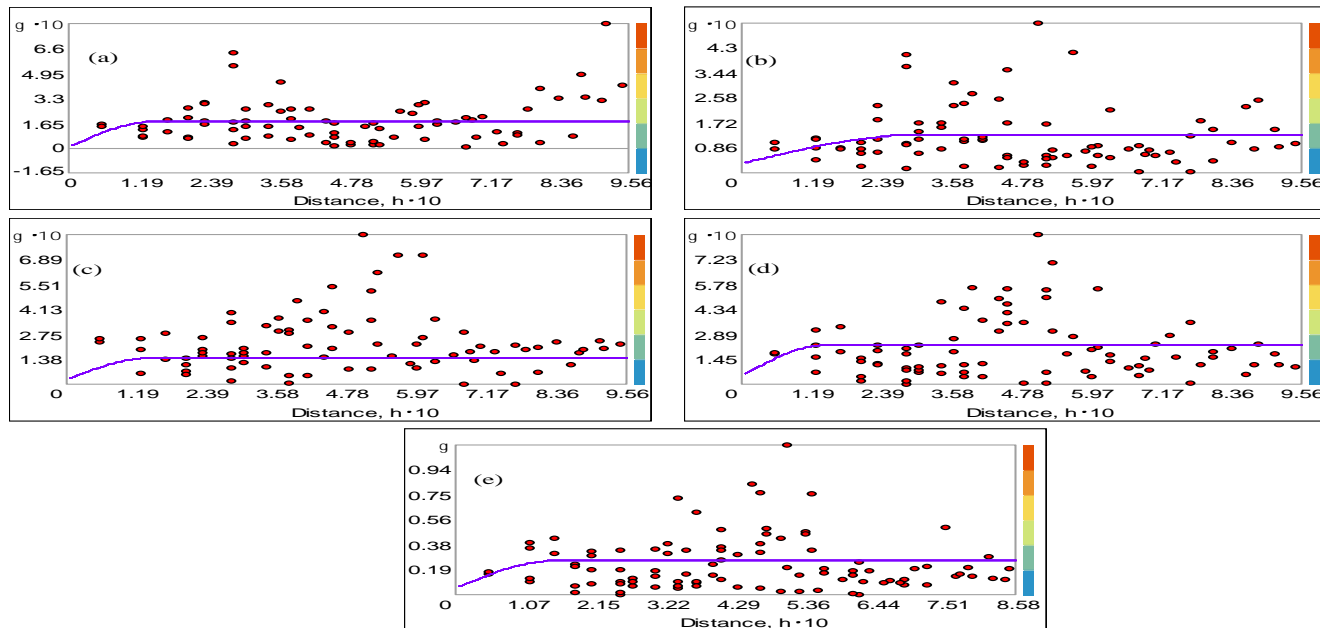 g ·10
(a)
6.6
4.95
3.3
1.65
0
-1.65
0 1.19 2.39 3.58 4.78 5.97 7.17 8.36 9.56
Distance, h · 10
g ·10
(b)
4.3
3.44
2.58
1.72
0.86
0 1.19 2.39 3.58 4.78 5.97 7.17 8.36 9.56
Distance, h · 10
g ·10
(c)
6.89
5.51
4.13
2.75
1.38
0 1.19 2.39 3.58 4.78 5.97 7.17 8.36 9.56
Distance, h · 10
g ·10
(d)
7.23
5.78
4.34
2.89
1.45
0 1.19 2.39 3.58 4.78 5.97 7.17 8.36 9.56
Distance, h · 10
g
(e)
0.94
0.75
0.56
0.38
0.19
0 1.07 2.15 3.22 4.29 5.36 6.44 7.51 8.58
Distance, h · 10